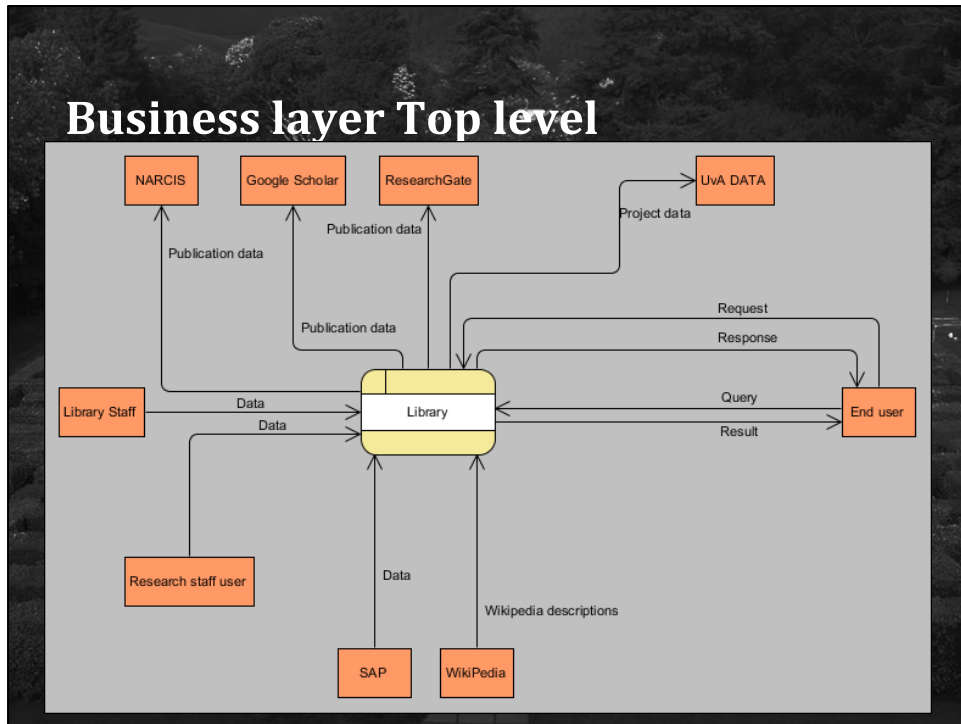 Business layer Top level
NARCIS
Google Scholar
ResearchGate
UvA DATA
Project data
Publication data
Publication data
Publication data
Request
Response
Library Staff
Data
Library
Query
End user
Data
Result
Research staff user
Data
Wikipedia descriptions
SAP
WikiPedia